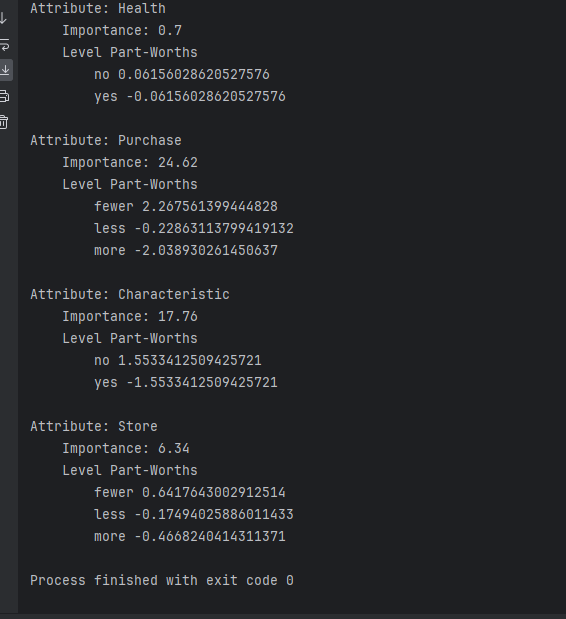 Attribute: Health
Importance: 0.7
Level Part-Worths
no 0.06156028620527576
yes -0.06156028620527576
Attribute: Purchase
Importance: 24.62
Level Part-Worths
fewer 2.267561399444828
less -0.22863113799419132
more -2.038930261450637
Attribute: Characteristic
Importance: 17.76
Level Part-Worths
no 1.5533412509425721
yes -1.5533412509425721
Attribute: Store
Importance: 6.34
Level Part-Worths
fewer 0.6417643002912514
less -0.17494025886011433
more -0.4668240414311371
Process finished with exit code 0